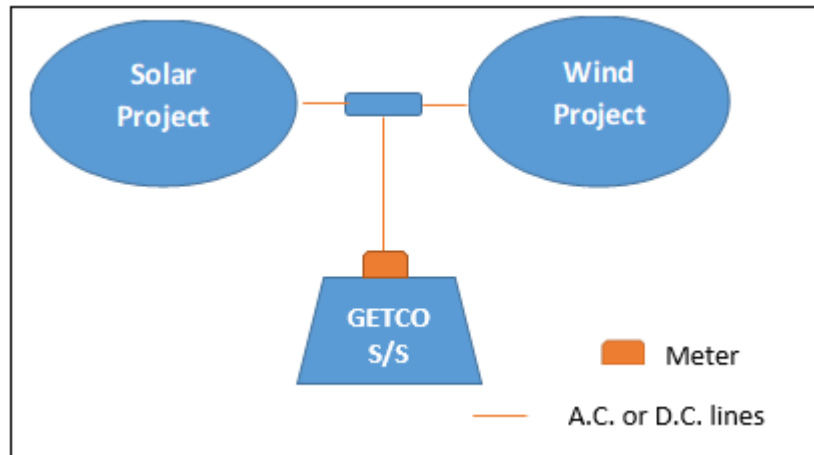 Solar
Project
Wind
Project
GETCO
S/S
Meter
A.C. or D.C. lines